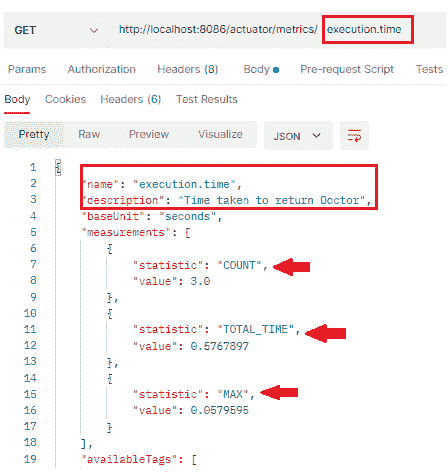 GET http://localhost:8086/actuator/metrics/ execution.time
Params Authorization Headers (8) Body Pre-request Script Tests
Body Cookies Headers (6) Test Results
Pretty Raw Preview Visualize JSON
1 {
2 "name": "execution.time",
3 "description": "Time taken to return Doctor",
4 "baseUnit": "seconds",
5 "measurements": [
6 {
7 "statistic": "COUNT",
8 "value": 3.0
9 },
10 {
11 "statistic": "TOTAL_TIME",
12 "value": 0.5767897
13 },
14 {
15 "statistic": "MAX",
16 "value": 0.0579595
17 }
18 ],
19 "availableTags": [